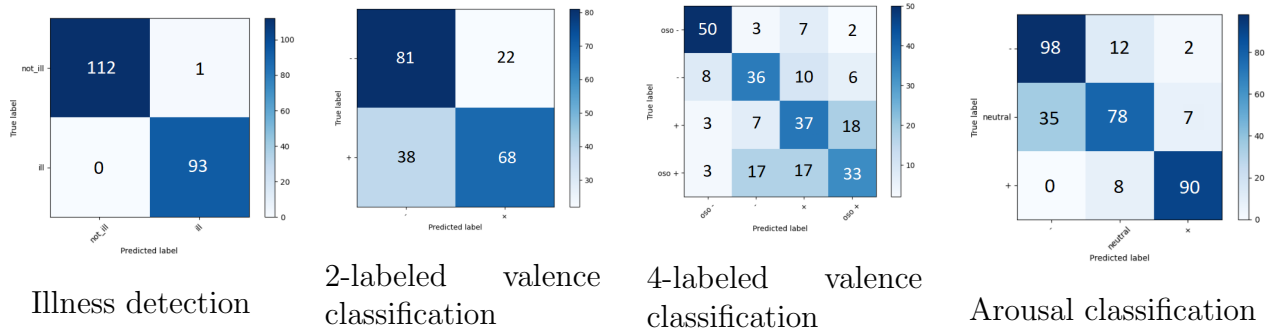 not_ill 112 1
ill 0 93
True label
not_ill ill
Predicted label
100
80
60
40
20
0
Illness detection
- 81 22
+ 38 68
True label
- +
Predicted label
80
70
60
50
40
30
2-labeled valence
classification
oso - 50 3 7 2
- 8 36 10 6
+ 3 7 37 18
oso + 3 17 17 33
True label
oso - - + oso +
Predicted label
50
40
30
20
10
4-labeled valence
classification
- 98 12 2
neutral 35 78 7
+ 0 8 90
True label
- neutral +
Predicted label
80
60
40
20
0
Arousal classification